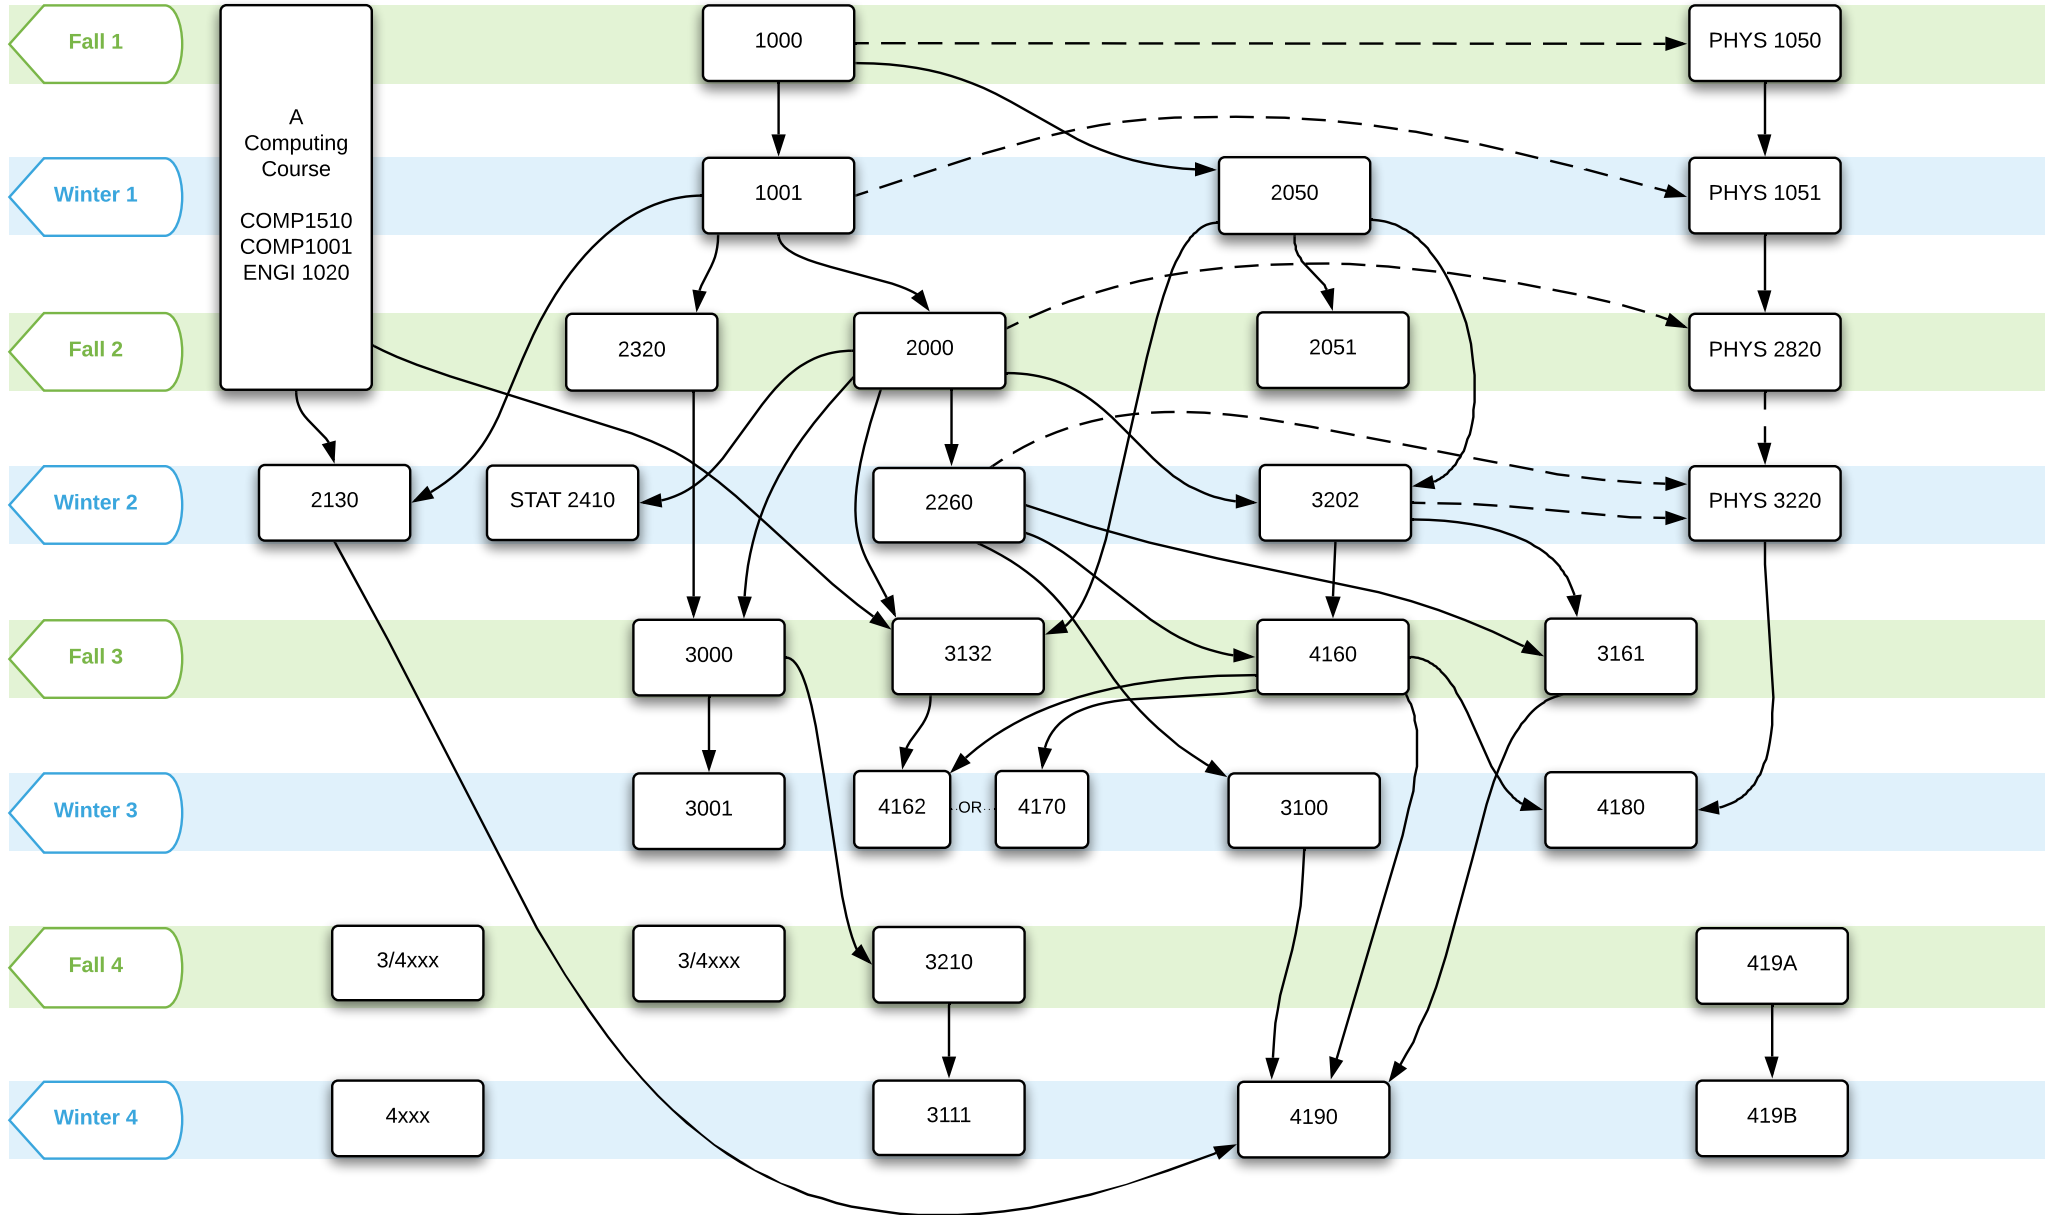 Fall 1
1000
PHYS 1050
A
Computing
Course
COMP1510
COMP1001
ENGI 1020
Winter 1
1001
2050
PHYS 1051
Fall 2
2320
2000
2051
PHYS 2820
Winter 2
2130
STAT 2410
2260
3202
PHYS 3220
Fall 3
3000
3132
4160
3161
Winter 3
3001
4162
OR
4170
3100
4180
Fall 4
3/4xxx
3/4xxx
3210
419A
Winter 4
4xxx
3111
4190
419B